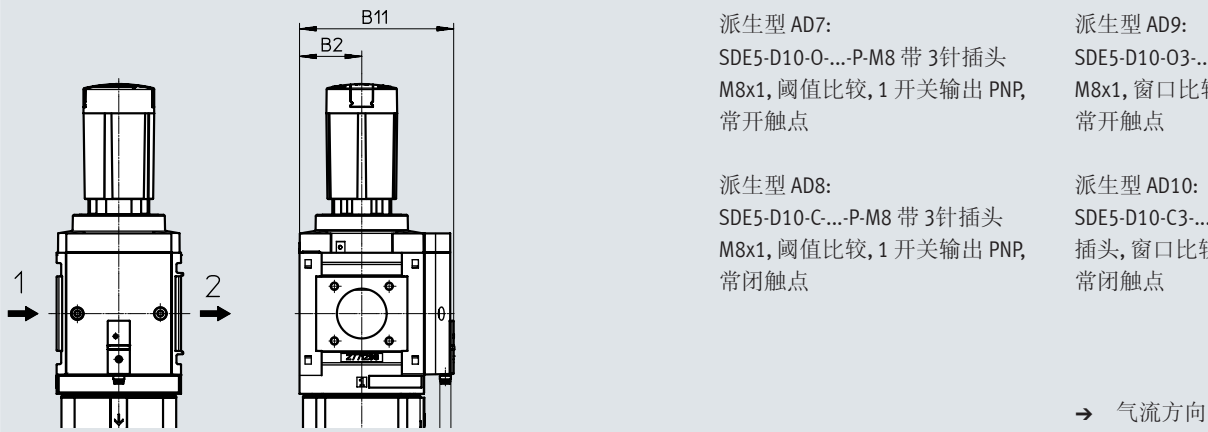 B11
B2
1
2
派生型 AD7:
SDE5-D10-O-...-P-M8 带 3针插头
M8x1, 阈值比较, 1 开关输出 PNP,
常开触点
派生型 AD8:
SDE5-D10-C-...-P-M8 带 3针插头
M8x1, 阈值比较, 1 开关输出 PNP,
常闭触点
派生型 AD9:
SDE5-D10-O3-...
M8x1, 窗口比
常开触点
派生型 AD10:
SDE5-D10-C3-...
插头, 窗口比
常闭触点
→ 气流方向